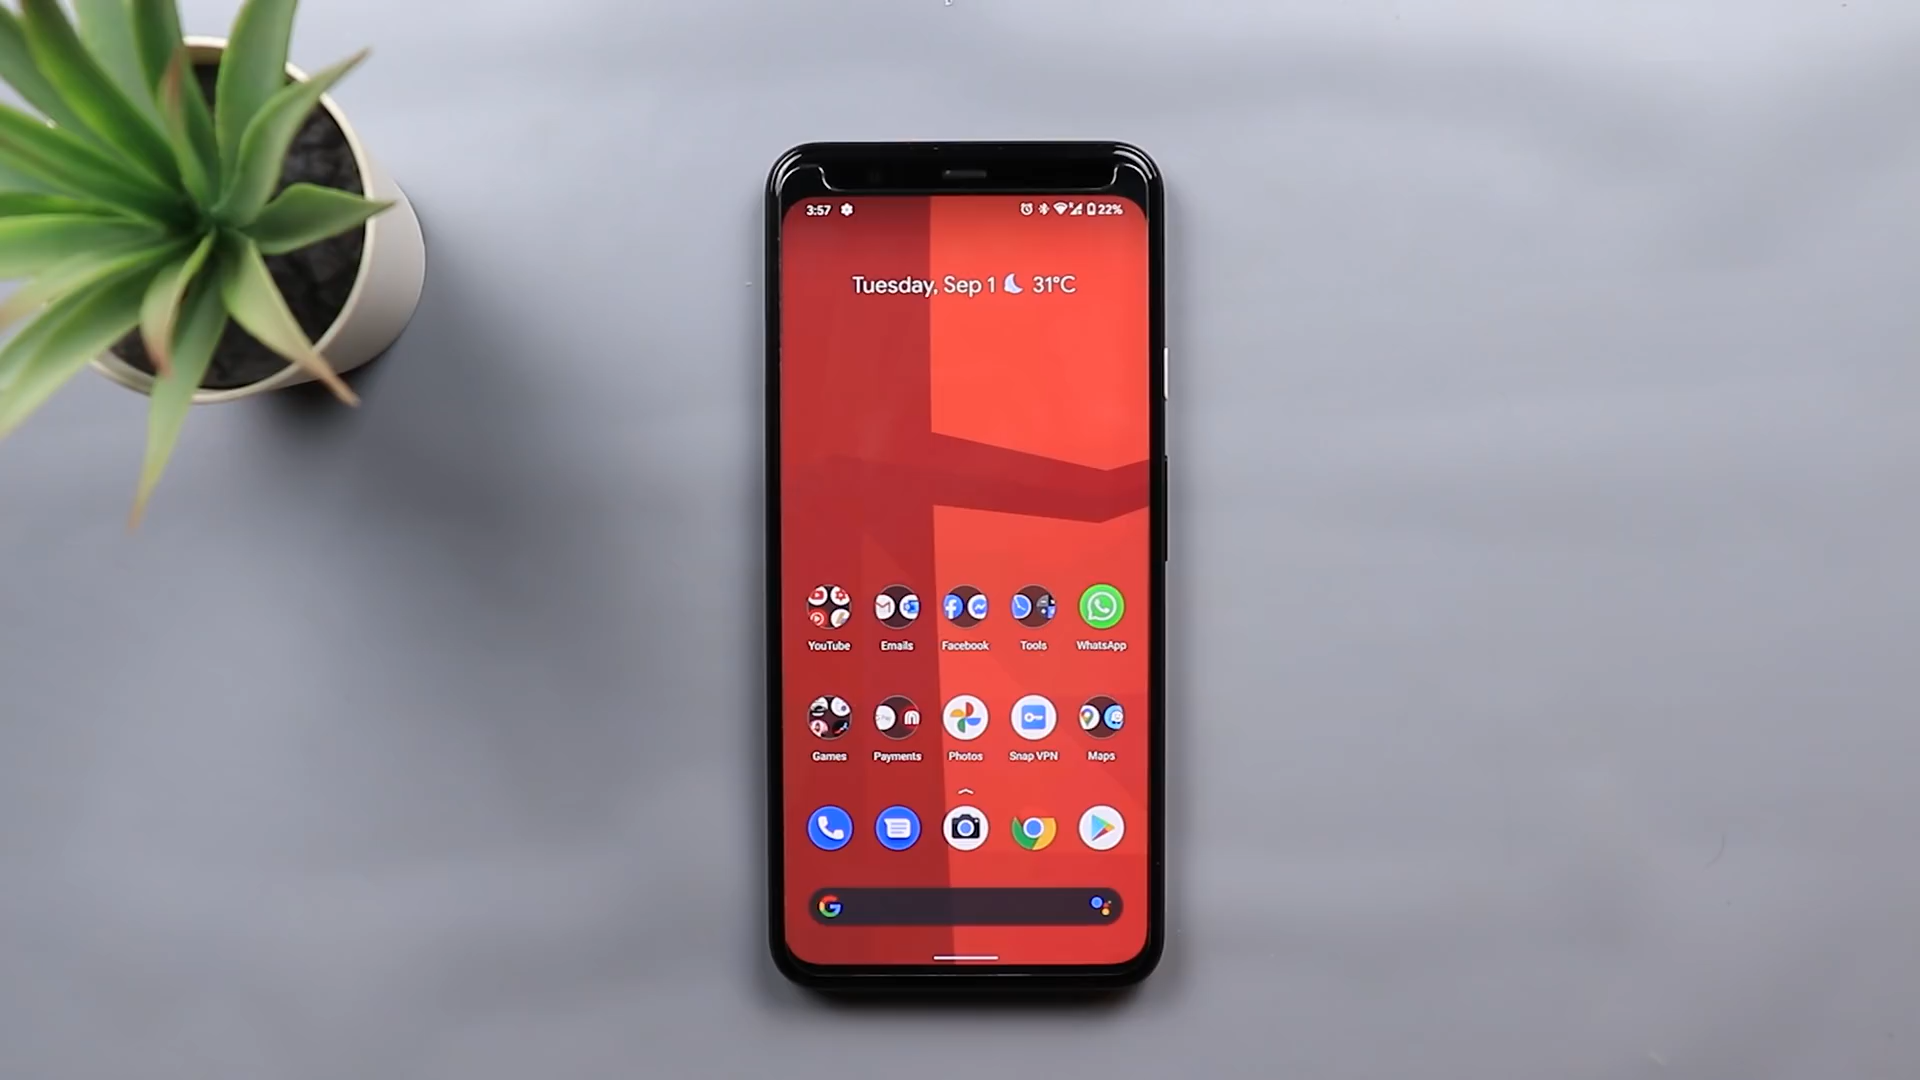 3:57 22%
Tuesday, Sep 1 31°C
YouTube Emails Facebook Tools WhatsApp
Games Payments Photos Snap VPN Maps